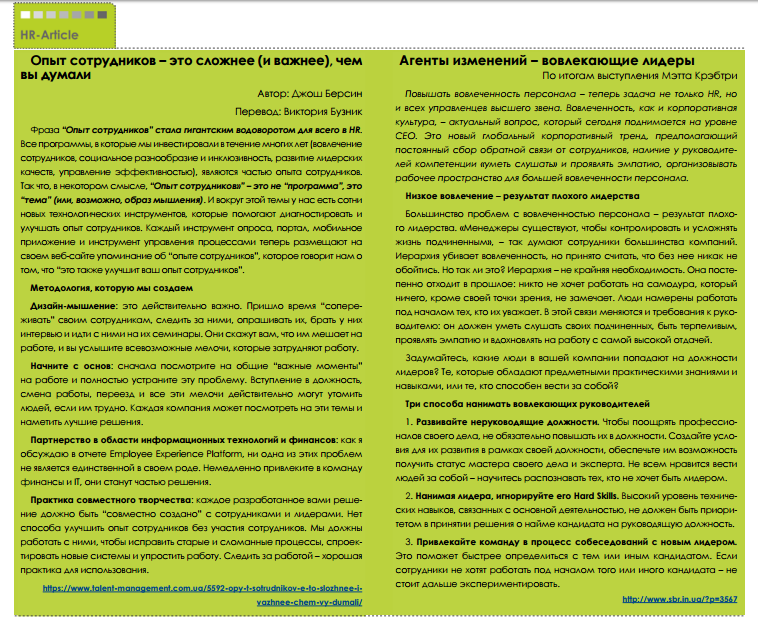 HR-Article
Опыт сотрудников – это сложнее (и важнее), чем
вы думали
Автор: Джош Берсин
Перевод: Виктория Бузник
Фраза "Опыт сотрудников" стала гигантским водоворотом для всего в HR.
Все программы, в которые мы инвестировали в течение многих лет (вовлечение
сотрудников, социальное разнообразие и инклюзивность, развитие лидерских
качеств, управление эффективностью), являются частью опыта сотрудников.
Так что, в некотором смысле, "Опыт сотрудников»" – это не "программа", это
"тема" (или, возможно, образ мышления). И вокруг этой темы у нас есть сотни
новых технологических инструментов, которые помогают диагностировать и
улучшать опыт сотрудников. Каждый инструмент опроса, портал, мобильное
приложение и инструмент управления процессами теперь размещают на
своем веб-сайте упоминание об "опыте сотрудников", которое говорит нам о
том, что "это также улучшит ваш опыт сотрудников".
Методология, которую мы создаем
Дизайн-мышление: это действительно важно. Пришло время "сопере-
живать" своим сотрудникам, следить за ними, опрашивать их, брать у них
интервью и идти с ними на их семинары. Они скажут вам, что им мешает на
работе, и вы услышите всевозможные мелочи, которые затрудняют работу.
Начните с основ: сначала посмотрите на общие "важные моменты"
на работе и полностью устраните эту проблему. Вступление в должность,
смена работы, переезд и все эти мелочи действительно могут утомить
людей, если им трудно. Каждая компания может посмотреть на эти темы и
наметить лучшие решения.
Партнерство в области информационных технологий и финансов: как я
обсуждаю в отчете Employee Experience Platform, ни одна из этих проблем
не является единственной в своем роде. Немедленно привлеките в команду
финансы и IT, они станут частью решения.
Практика совместного творчества: каждое разработанное вами реше-
ние должно быть "совместно создано" с сотрудниками и лидерами. Нет
способа улучшить опыт сотрудников без участия сотрудников. Мы должны
работать с ними, чтобы исправить старые и сломанные процессы, спроек-
тировать новые системы и упростить работу. Следить за работой – хорошая
практика для использования.
https://www.talent-management.com.ua/5592-opy-t-sotrudnikov-e-to-slozhnee-i-
vazhnee-chem-vy-dumali/
Агенты изменений – вовлекающие лидеры
По итогам выступления Мэтта Крэбтри
Повышать вовлеченность персонала – теперь задача не только HR, но
и всех управленцев высшего звена. Вовлеченность, как и корпоративная
культура, – актуальный вопрос, который сегодня поднимается на уровне
CEO. Это новый глобальный корпоративный тренд, предполагающий
постоянный сбор обратной связи от сотрудников, наличие у руководите-
лей компетенции «уметь слушать» и проявлять эмпатию, организовывать
рабочее пространство для большей вовлеченности персонала.
Низкое вовлечение – результат плохого лидерства
Большинство проблем с вовлеченностью персонала – результат плохо-
го лидерства. «Менеджеры существуют, чтобы контролировать и усложнять
жизнь подчиненным», – так думают сотрудники большинства компаний.
Иерархия убивает вовлеченность, но принято считать, что без нее никак не
обойтись. Но так ли это? Иерархия – не крайняя необходимость. Она посте-
пенно отходит в прошлое: никто не хочет работать на самодура, который
ничего, кроме своей точки зрения, не замечает. Люди намерены работать
под началом тех, кто их уважает. В этой связи меняются и требования к руко-
водителю: он должен уметь слушать своих подчиненных, быть терпеливым,
проявлять эмпатию и вдохновлять на работу с самой высокой отдачей.
Задумайтесь, какие люди в вашей компании попадают на должности
лидеров? Те, которые обладают предметными практическими знаниями и
навыками, или те, кто способен вести за собой?
Три способа нанимать вовлекающих руководителей
1. Развивайте неруководящие должности. Чтобы поощрять профессио-
налов своего дела, не обязательно повышать их в должности. Создайте усло-
вия для их развития в рамках своей должности, обеспечьте им возможность
получить статус мастера своего дела и эксперта. Не всем нравится вести
людей за собой – научитесь распознавать тех, кто не хочет быть лидером.
2. Нанимая лидера, игнорируйте его Hard Skills. Высокий уровень техниче-
ских навыков, связанных с основной деятельностью, не должен быть приори-
тетом в принятии решения о найме кандидата на руководящую должность.
3. Привлекайте команду в процесс собеседований с новым лидером.
Это поможет быстрее определиться с тем или иным кандидатом. Если
сотрудники не хотят работать под началом того или иного кандидата – не
стоит дальше экспериментировать.
http://www.sbr.in.ua/?p=3567